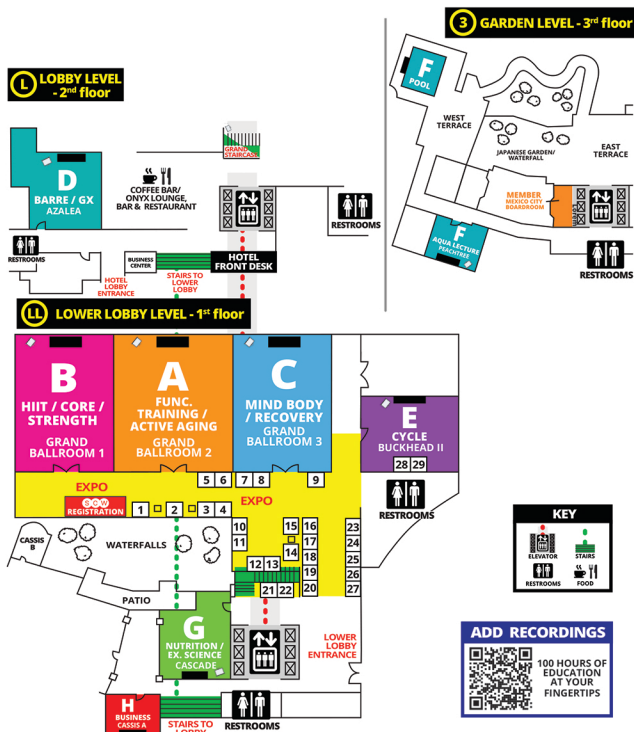 3 GARDEN LEVEL - 3rd floor
L LOBBY LEVEL
- 2nd floor
F
POOL
WEST
TERRACE
JAPANESE GARDEN/
WATERFALL
EAST
TERRACE
MEMBER
MEXICO CITY
BOARDROOM
F
AQUA LECTURE
PEACHTREE
RESTROOMS
GRAND
STAIRCASE
D
BARRE / GX
AZALEA
COFFEE BAR/
ONYX LOUNGE,
BAR & RESTAURANT
RESTROOMS
RESTROOMS
BUSINESS
CENTER
HOTEL
FRONT DESK
HOTEL
LOBBY
ENTRANCE
STAIRS TO
LOWER
LOBBY
LL LOWER LOBBY LEVEL - 1st floor
B
HIIT / CORE /
STRENGTH
GRAND
BALLROOM 1
A
FUNC.
TRAINING /
ACTIVE AGING
GRAND
BALLROOM 2
C
MIND BODY
/ RECOVERY
GRAND
BALLROOM 3
E
CYCLE
BUCKHEAD II
28 29
RESTROOMS
5 6 7 8 9
EXPO
EXPO
SCW
REGISTRATION
1 2 3 4
10
11
15
14
16
17
18
19
20
23
24
25
26
27
12 13
21 22
CASSIS
B
WATERFALLS
PATIO
G
NUTRITION /
EX. SCIENCE
CASCADE
LOWER
LOBBY
ENTRANCE
H
BUSINESS
CASSIS A
STAIRS TO
LOBBY
RESTROOMS
KEY
ELEVATOR
STAIRS
RESTROOMS
FOOD
ADD RECORDINGS
100 HOURS OF
EDUCATION
AT YOUR
FINGERTIPS